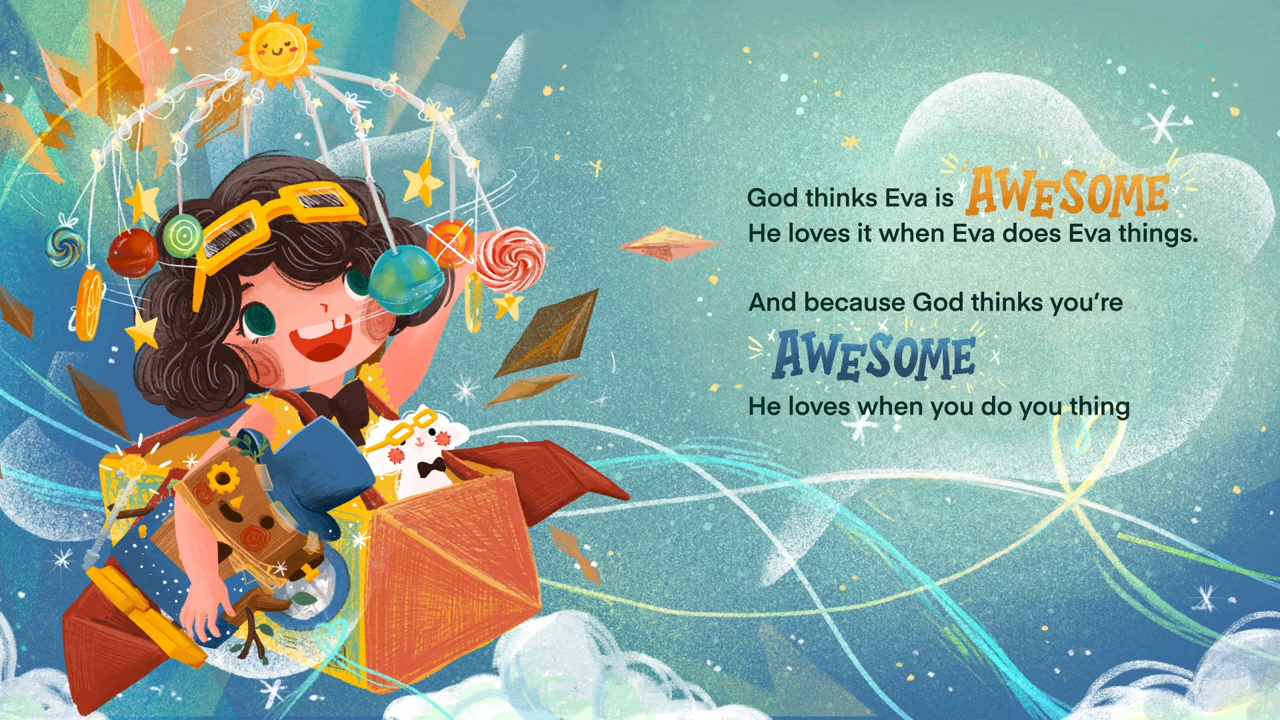 God thinks Eva is AWESOME
He loves it when Eva does Eva things.
And because God thinks you’re
AWESOME
He loves when you do you thing